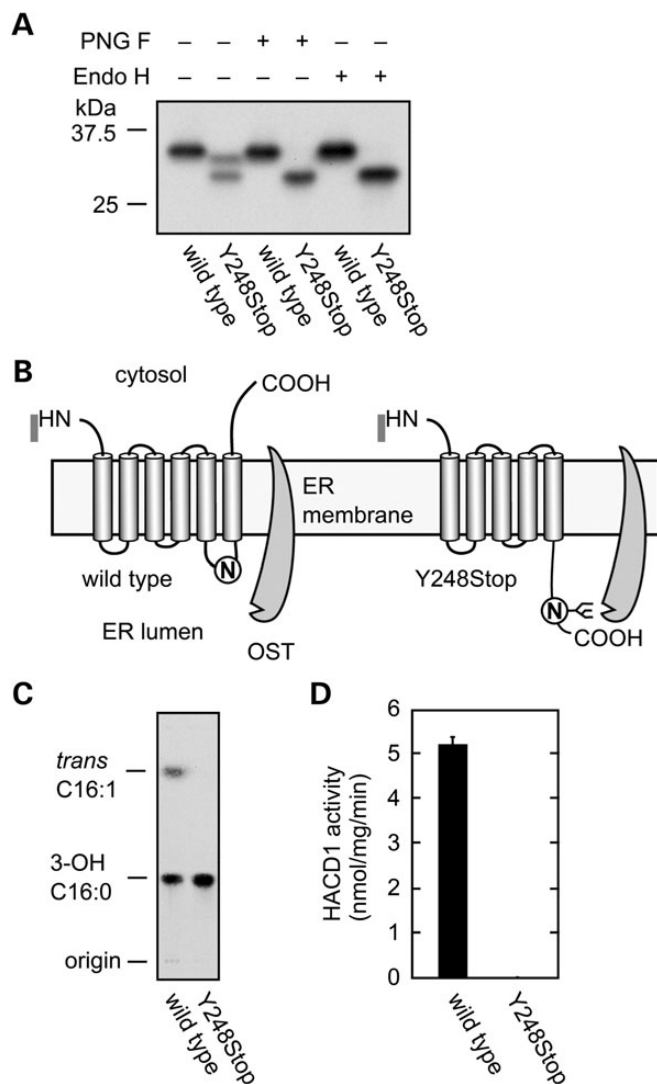 A
PNG F – – + + – –
Endo H – – – – + +
kDa
37.5
25
wild type
Y248Stop
wild type
Y248Stop
wild type
Y248Stop
B
cytosol
HN
COOH
HN
ER
membrane
wild type
N
Y248Stop
N
COOH
ER lumen
OST
C
trans
C16:1
3-OH
C16:0
origin
wild type
Y248Stop
D
HACD1 activity
(nmol/mg/min)
6
5
4
3
2
1
0
wild type
Y248Stop